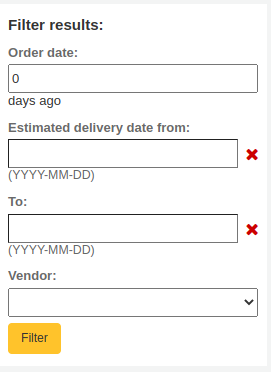 Filter results:
Order date:
0
days ago
Estimated delivery date from:
(YYYY-MM-DD)
To:
(YYYY-MM-DD)
Vendor:
Filter